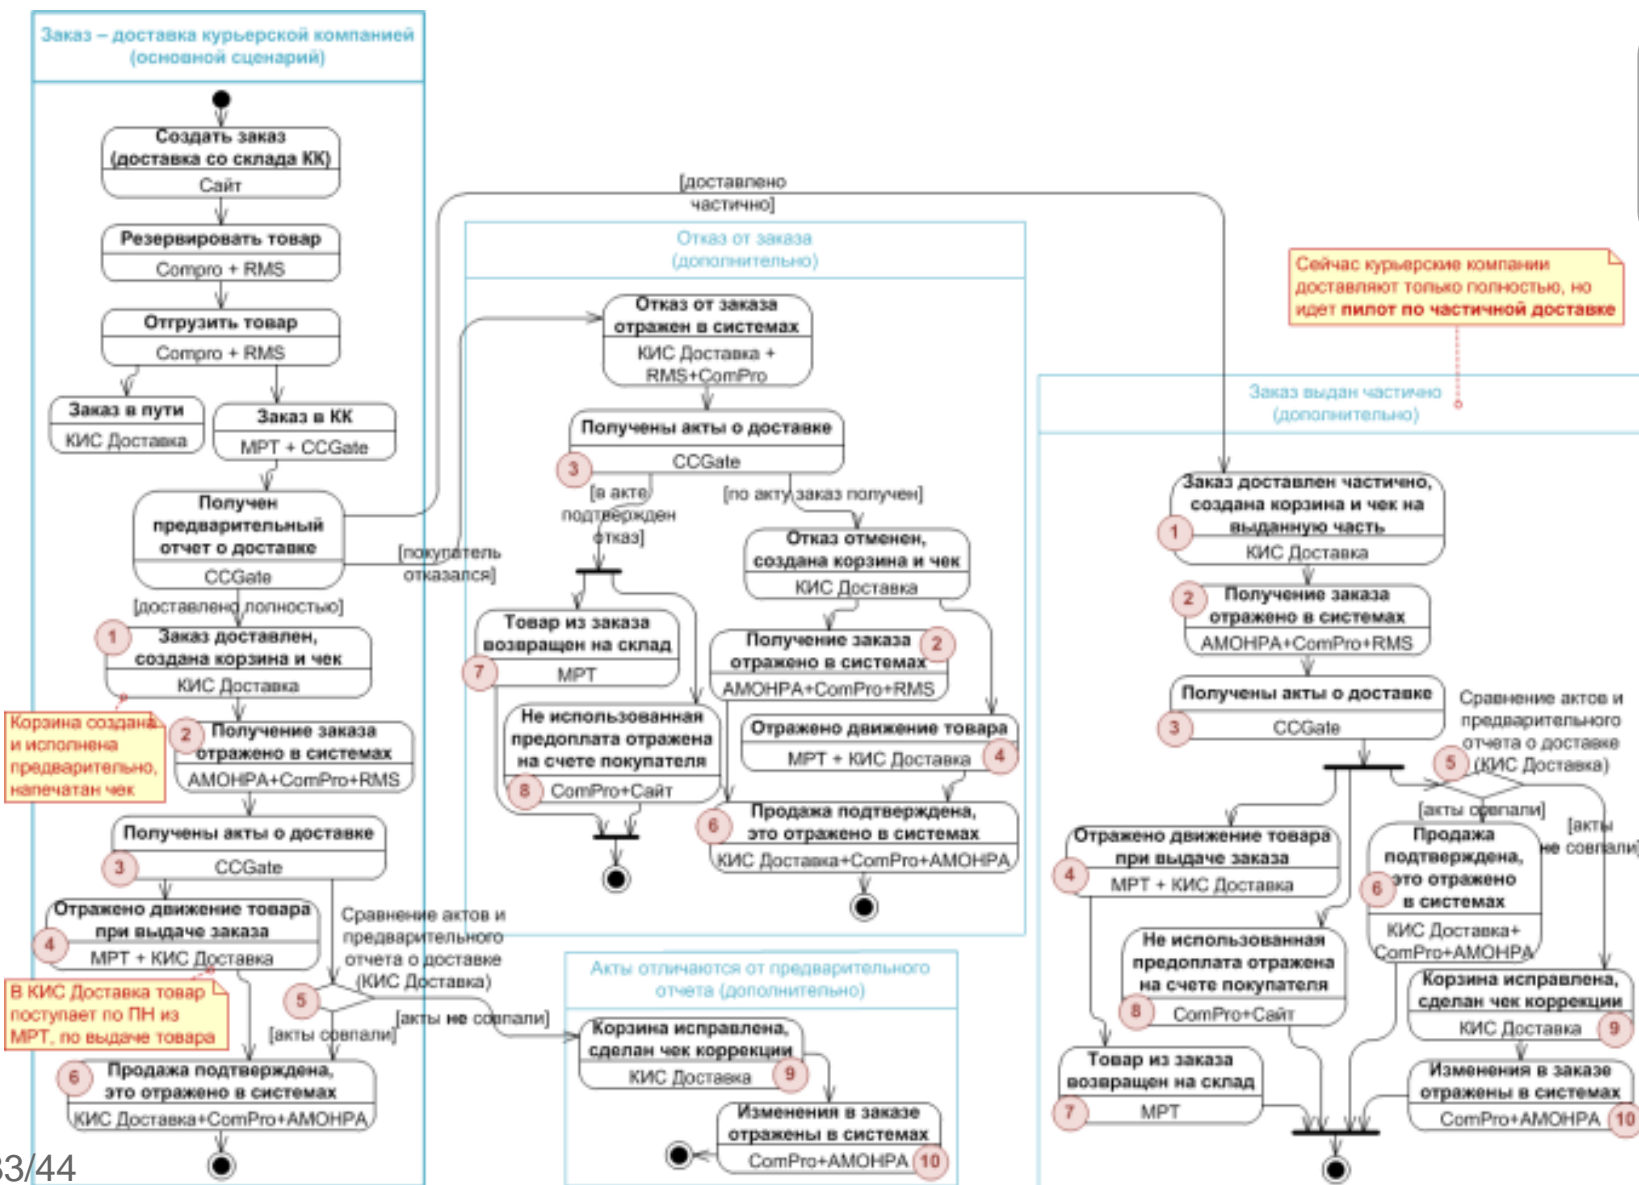 Заказ – доставка курьерской компанией
(основной сценарий)
Создать заказ
(доставка со склада КК)
Сайт
Резервировать товар
Compro + RMS
Отгрузить товар
Compro + RMS
Заказ в пути
КИС Доставка
Заказ в КК
МРТ + CCGate
Получен
предварительный
отчет о доставке
CCGate
[доставлено полностью]
1
Заказ доставлен,
создана корзина и чек
КИС Доставка
Корзина создана
и исполнена
предварительно,
напечатан чек
2
Получение заказа
отражено в системах
АМОНРА+ComPro+RMS
Получены акты о доставке
3
CCGate
Отражено движение товара
при выдаче заказа
4
МРТ + КИС Доставка
В КИС Доставка товар
поступает по ПН из
МРТ, по выдаче товара
Сравнение актов и
предварительного
отчета о доставке
(КИС Доставка)
5
[акты совпали]
[акты не совпали]
6
Продажа подтверждена,
это отражено в системах
КИС Доставка+ComPro+АМОНРА
33/44
[доставлено
частично]
[покупатель
отказался]
Отказ от заказа
(дополнительно)
Отказ от заказа
отражен в системах
КИС Доставка +
RMS+ComPro
Получены акты о доставке
3
CCGate
[в акте
подтвержден
отказ]
[по акту заказ получен]
Отказ отменен,
создана корзина и чек
КИС Доставка
Товар из заказа
возвращен на склад
7
МРТ
Получение заказа
2
отражено в системах
АМОНРА+ComPro+RMS
Не использованная
предоплата отражена
на счете покупателя
8
ComPro+Сайт
Отражено движение товара
МРТ + КИС Доставка
4
6
Продажа подтверждена,
это отражено в системах
КИС Доставка+ComPro+АМОНРА
Акты отличаются от предварительного
отчета (дополнительно)
Корзина исправлена,
сделан чек коррекции
КИС Доставка
9
Изменения в заказе
отражены в системах
ComPro+АМОНРА
10
Сейчас курьерские компании
доставляют только полностью, но
идет пилот по частичной доставке
Заказ выдан частично
(дополнительно)
Заказ доставлен частично,
создана корзина и чек на
выданную часть
1
КИС Доставка
2
Получение заказа
отражено в системах
АМОНРА+ComPro+RMS
Получены акты о доставке
3
CCGate
Сравнение актов и
предварительного
отчета о доставке
(КИС Доставка)
5
[акты совпали]
[акты
не совпали]
Отражено движение товара
при выдаче заказа
4
МРТ + КИС Доставка
Продажа
подтверждена,
6
это отражено
в системах
КИС Доставка+
ComPro+АМОНРА
Не использованная
предоплата отражена
на счете покупателя
8
ComPro+Сайт
Корзина исправлена,
сделан чек коррекции
КИС Доставка
9
Товар из заказа
возвращен на склад
7
МРТ
Изменения в заказе
отражены в системах
ComPro+АМОНРА
10